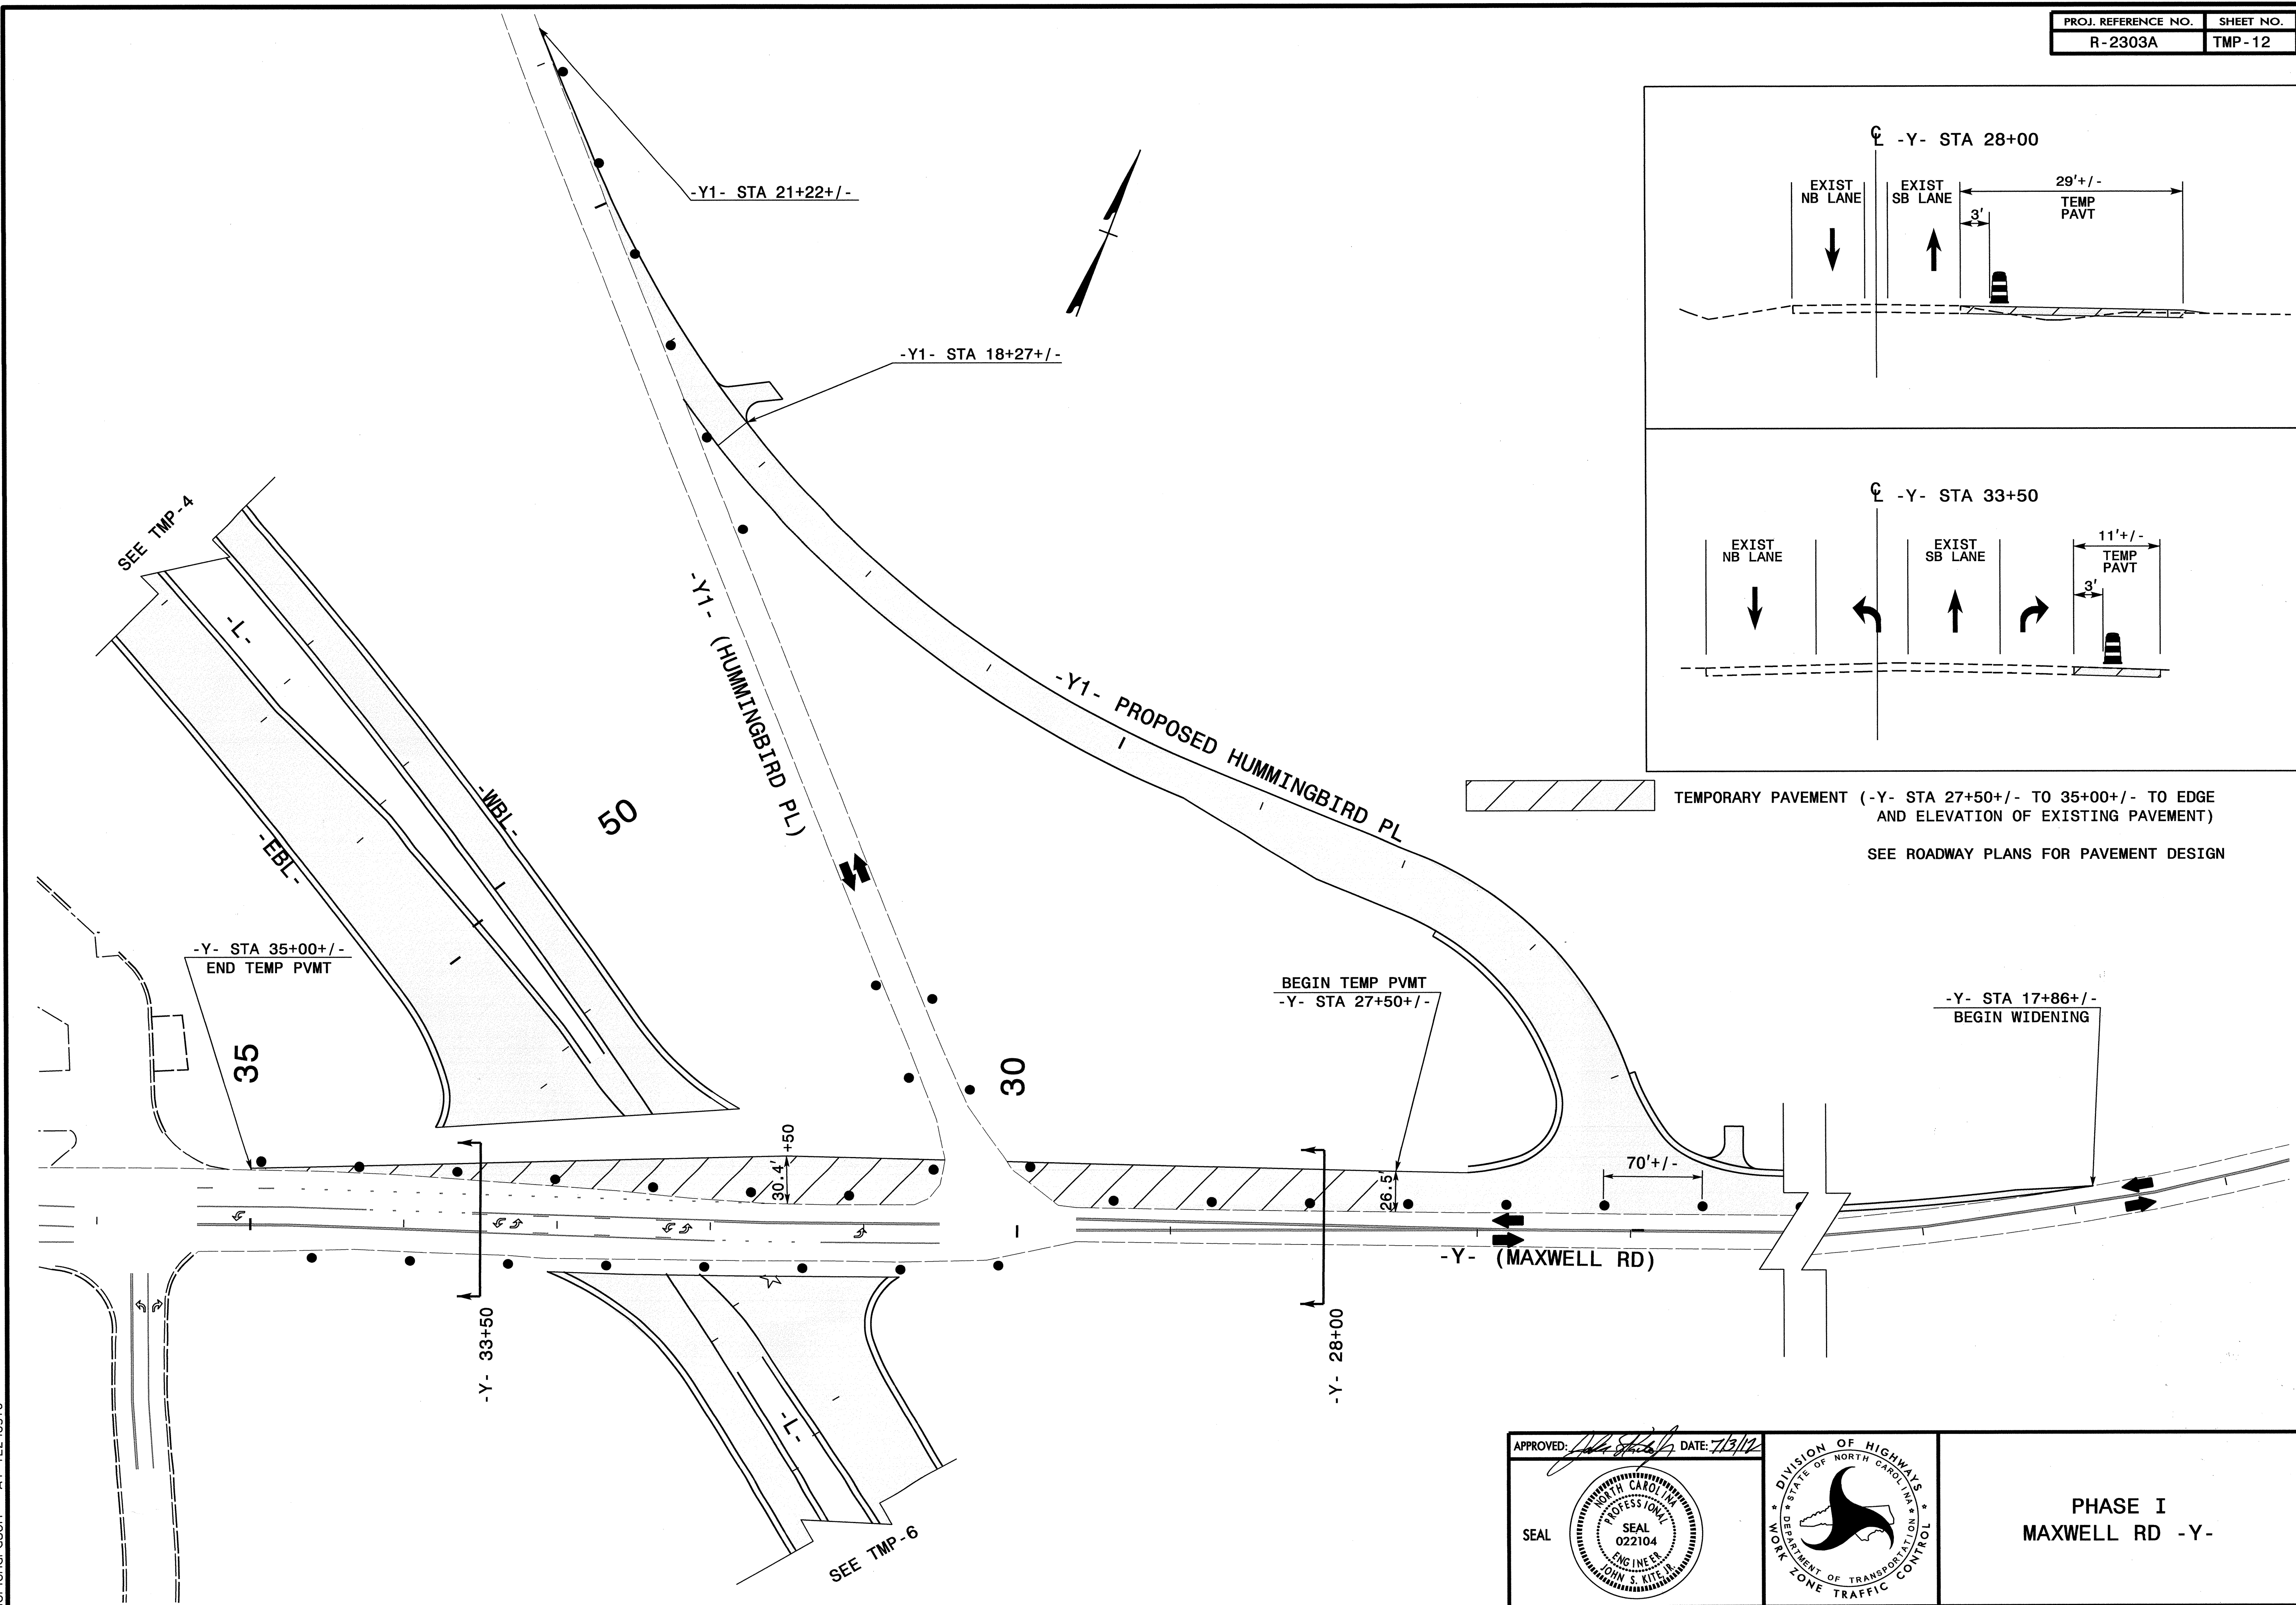 PROJ. REFERENCE NO. SHEET NO.
R-2303A TMP-12
℄ -Y- STA 28+00
EXIST
NB LANE
EXIST
SB LANE
29'+/-
TEMP
PAVT
3'
℄ -Y- STA 33+50
EXIST
NB LANE
EXIST
SB LANE
11'+/-
TEMP
PAVT
3'
TEMPORARY PAVEMENT (-Y- STA 27+50+/- TO 35+00+/- TO EDGE
AND ELEVATION OF EXISTING PAVEMENT)
SEE ROADWAY PLANS FOR PAVEMENT DESIGN
-Y1- STA 21+22+/-
-Y1- STA 18+27+/-
SEE TMP-4
-L-
-WBL-
-EBL-
50
-Y1- (HUMMINGBIRD PL)
-Y1- PROPOSED HUMMINGBIRD PL
-Y- STA 35+00+/-
END TEMP PVMT
35
30
BEGIN TEMP PVMT
-Y- STA 27+50+/-
-Y- STA 17+86+/-
BEGIN WIDENING
+50
30.4'
26.5'
70'+/-
-Y- (MAXWELL RD)
-Y- 33+50
-Y- 28+00
-L-
SEE TMP-6
APPROVED: DATE: 7/3/12
SEAL
NORTH CAROLINA
PROFESSIONAL
SEAL
022104
ENGINEER
JOHN S. KITE, JR.
DIVISION OF HIGHWAYS
STATE OF NORTH CAROLINA
DEPARTMENT OF TRANSPORTATION
WORK ZONE TRAFFIC CONTROL
PHASE I
MAXWELL RD -Y-